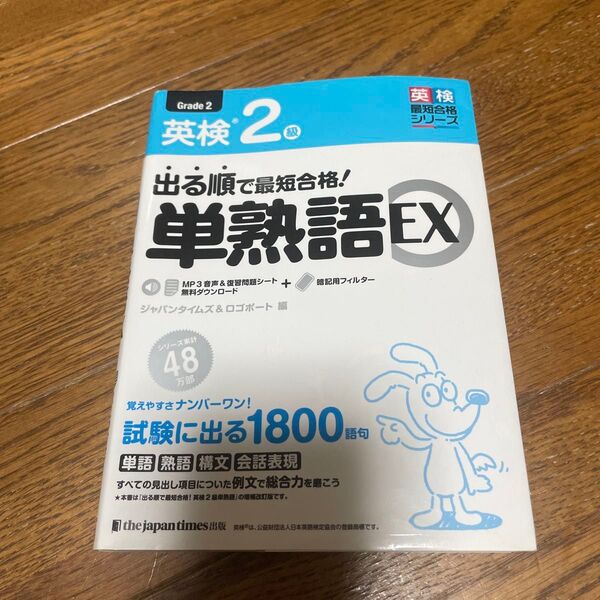 Grade 2
英検®2級
英検
最短合格
シリーズ
出る順で最短合格!
単熟語EX
MP3音声&復習問題シート
無料ダウンロード
+
暗記用フィルター
ジャパンタイムズ&ロゴポート 編
シリーズ累計
48
万部
覚えやすさナンバーワン!
試験に出る1800語句
単語 熟語 構文 会話表現
すべての見出し項目についた例文で総合力を磨こう
★本書は『出る順で最短合格!英検2級単熟語』の増補改訂版です。
the japan times 出版
英検®は、公益財団法人日本英語検定協会の登録商標です。